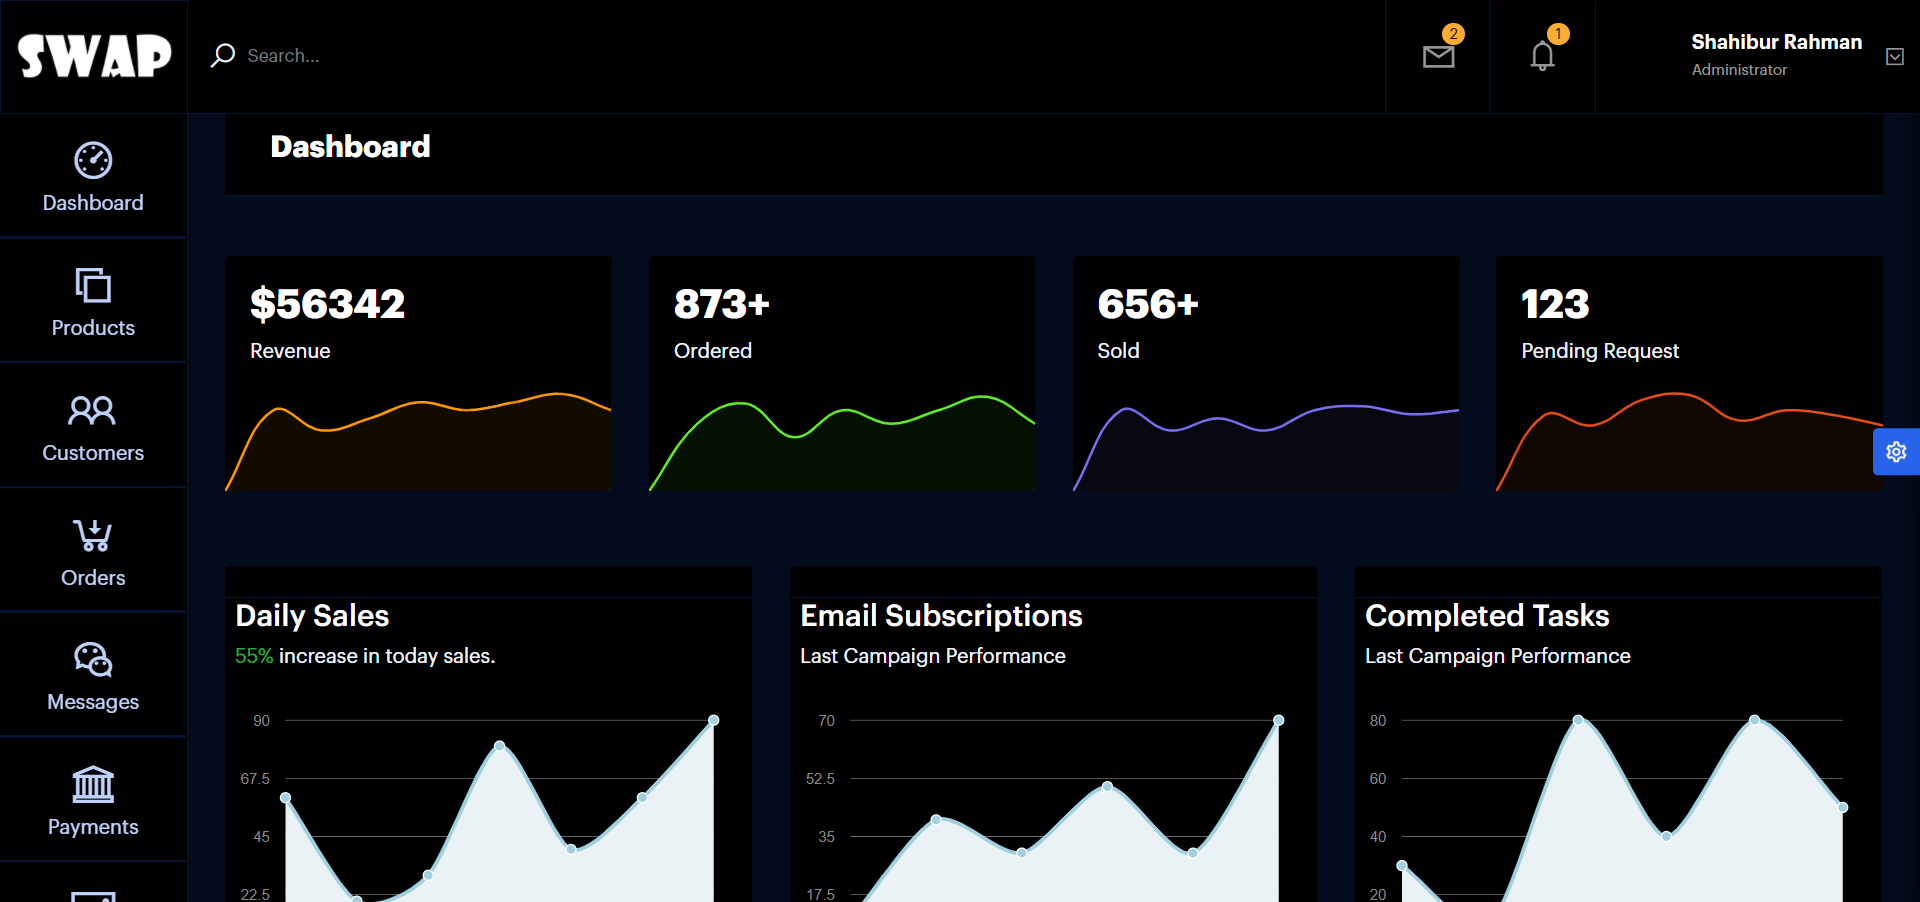 SWAP
Search...
2
1
Shahibur Rahman
Administrator
Dashboard
Products
Customers
Orders
Messages
Payments
Dashboard
$56342
Revenue
873+
Ordered
656+
Sold
123
Pending Request
Daily Sales
55% increase in today sales.
90
67.5
45
22.5
Email Subscriptions
Last Campaign Performance
70
52.5
35
17.5
Completed Tasks
Last Campaign Performance
80
60
40
20